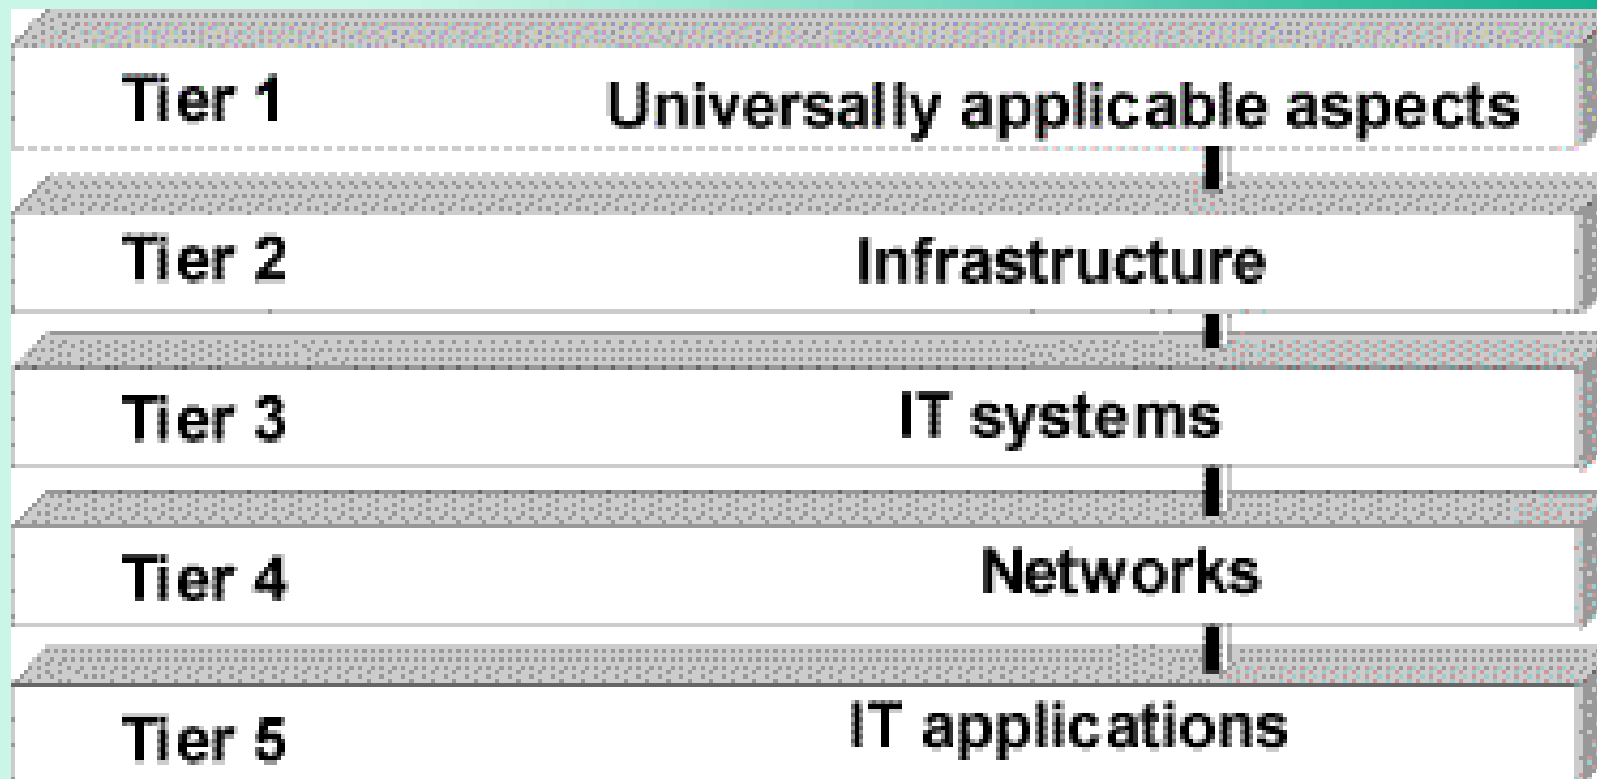 Tier 1 Universally applicable aspects
Tier 2 Infrastructure
Tier 3 IT systems
Tier 4 Networks
Tier 5 IT applications